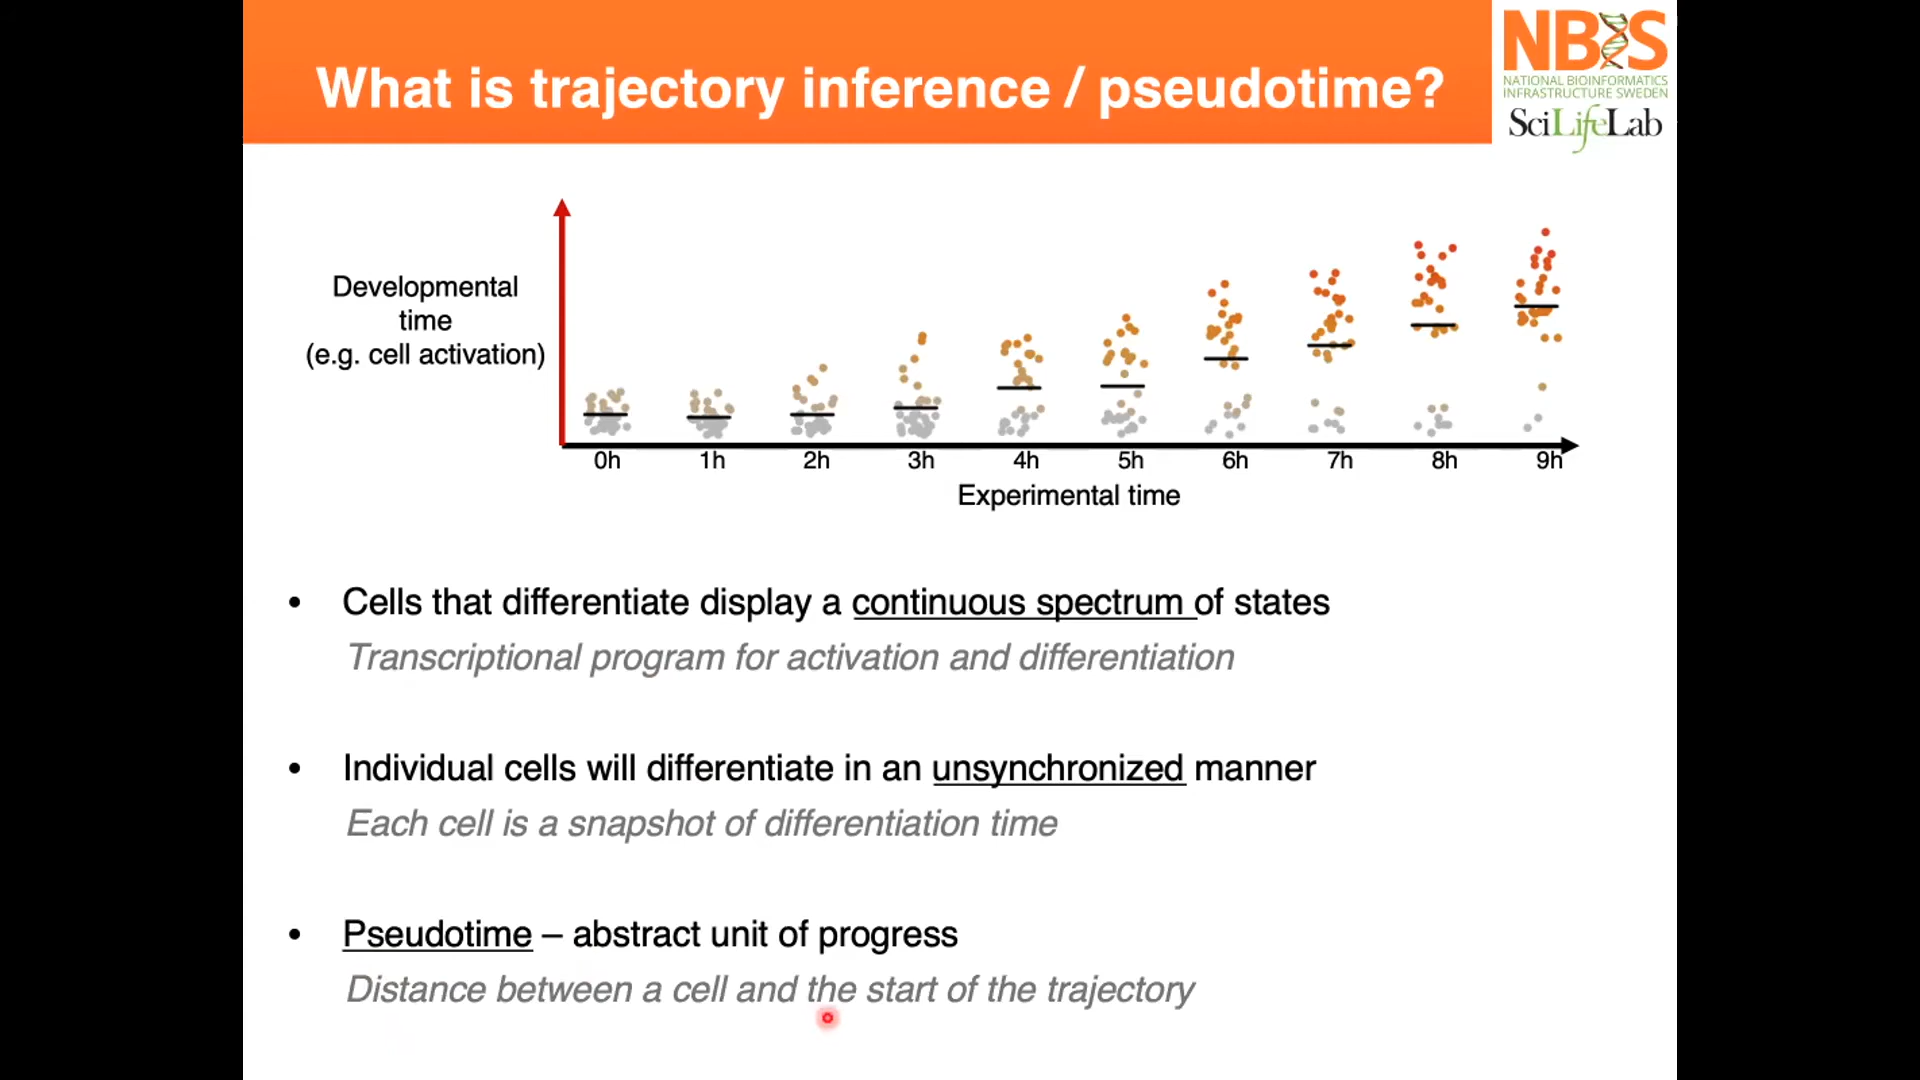 What is trajectory inference / pseudotime?
NBIS
NATIONAL BIOINFORMATICS
INFRASTRUCTURE SWEDEN
SciLifeLab
Developmental
time
(e.g. cell activation)
0h 1h 2h 3h 4h 5h 6h 7h 8h 9h
Experimental time
• Cells that differentiate display a continuous spectrum of states
Transcriptional program for activation and differentiation
• Individual cells will differentiate in an unsynchronized manner
Each cell is a snapshot of differentiation time
• Pseudotime – abstract unit of progress
Distance between a cell and the start of the trajectory